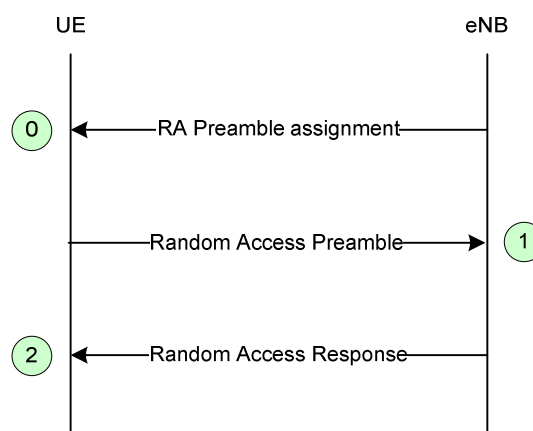 UE
eNB
0
RA Preamble assignment
Random Access Preamble
1
2
Random Access Response